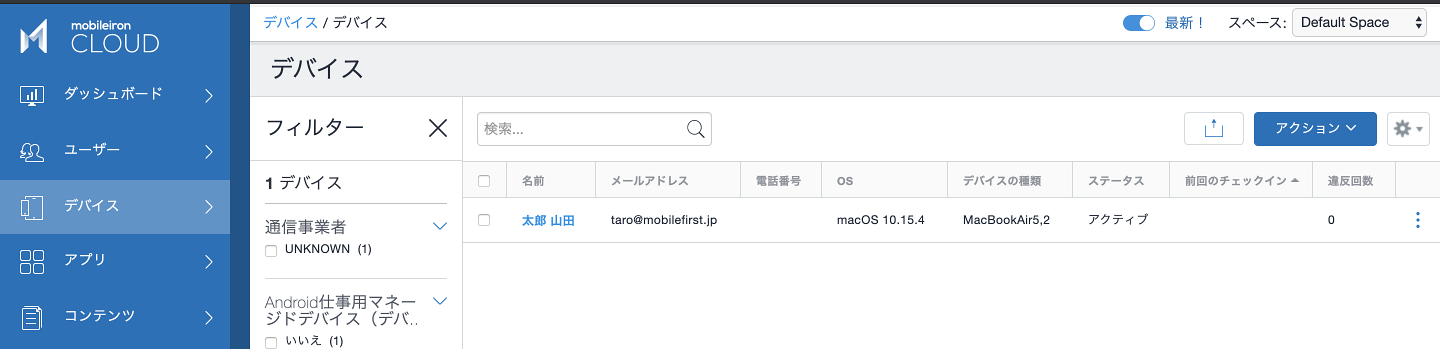 mobileiron
CLOUD
ダッシュボード
ユーザー
デバイス
アプリ
コンテンツ
デバイス / デバイス
最新！
スペース:
Default Space
デバイス
フィルター
1 デバイス
通信事業者
UNKNOWN (1)
Android仕事用マネー
ジドデバイス（デバ..
いいえ (1)
検索...
アクション
名前 メールアドレス 電話番号 OS デバイスの種類 ステータス 前回のチェックイン 違反回数
太郎 山田 taro@mobilefirst.jp macOS 10.15.4 MacBookAir5,2 アクティブ 0